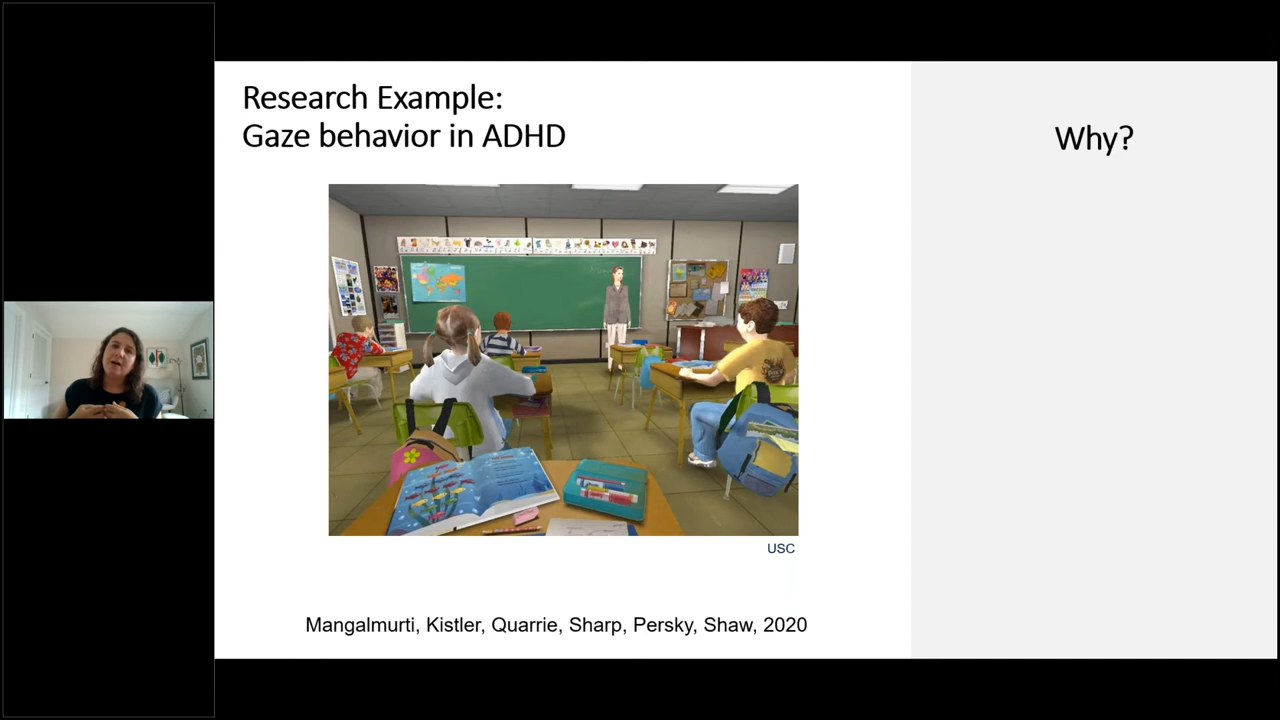 Research Example:
Gaze behavior in ADHD
Why?
USC
Mangalmurti, Kistler, Quarrie, Sharp, Persky, Shaw, 2020